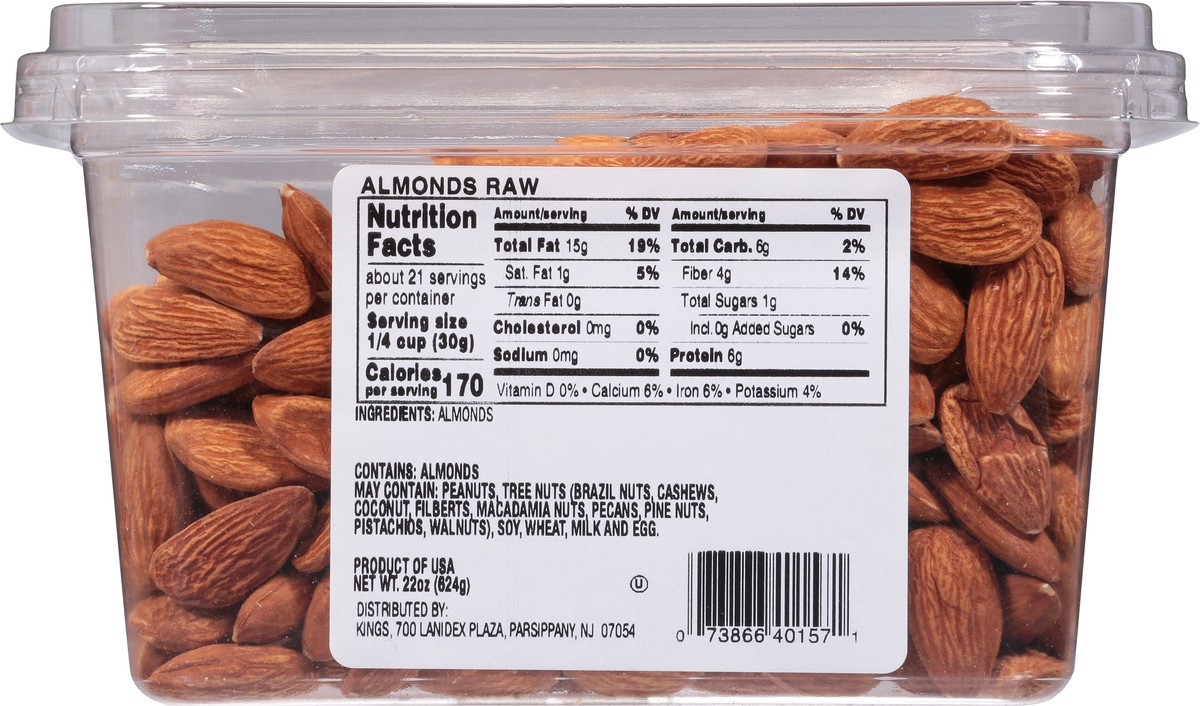 ALMONDS RAW
Nutrition
Facts
about 21 servings
per container
Serving size
1/4 cup (30g)
Calories
per serving 170
Amount/serving % DV
Total Fat 15g 19%
Sat. Fat 1g 5%
Trans Fat 0g
Cholesterol 0mg 0%
Sodium 0mg 0%
Amount/serving % DV
Total Carb. 6g 2%
Fiber 4g 14%
Total Sugars 1g
Incl. 0g Added Sugars 0%
Protein 6g
Vitamin D 0% • Calcium 6% • Iron 6% • Potassium 4%
INGREDIENTS: ALMONDS
CONTAINS: ALMONDS
MAY CONTAIN: PEANUTS, TREE NUTS (BRAZIL NUTS, CASHEWS,
COCONUT, FILBERTS, MACADAMIA NUTS, PECANS, PINE NUTS,
PISTACHIOS, WALNUTS), SOY, WHEAT, MILK AND EGG.
PRODUCT OF USA
NET WT. 22oz (624g)
U
DISTRIBUTED BY:
KINGS, 700 LANIDEX PLAZA, PARSIPPANY, NJ 07054
0 73866 40157 1